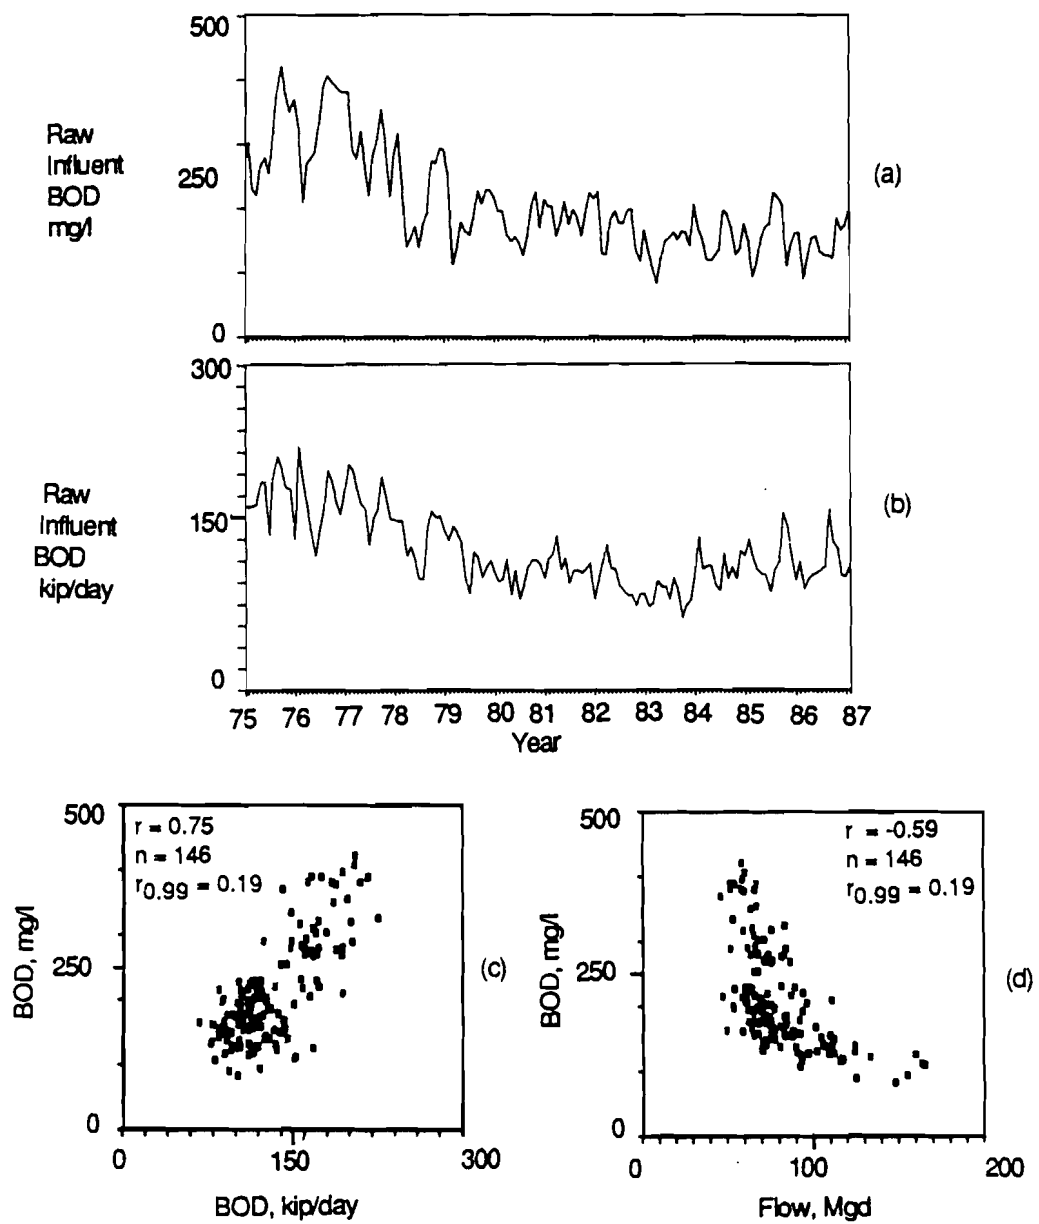 500
Raw
Influent
BOD
mg/l
250
(a)
0
300
Raw
Influent
BOD
kip/day
150
(b)
0
75 76 77 78 79 80 81 82 83 84 85 86 87
Year
500
r = 0.75
n = 146
r0.99 = 0.19
BOD, mg/l
250
(c)
0
0 150 300
BOD, kip/day
500
r = -0.59
n = 146
r0.99 = 0.19
BOD, mg/l
250
(d)
0
0 100 200
Flow, Mgd